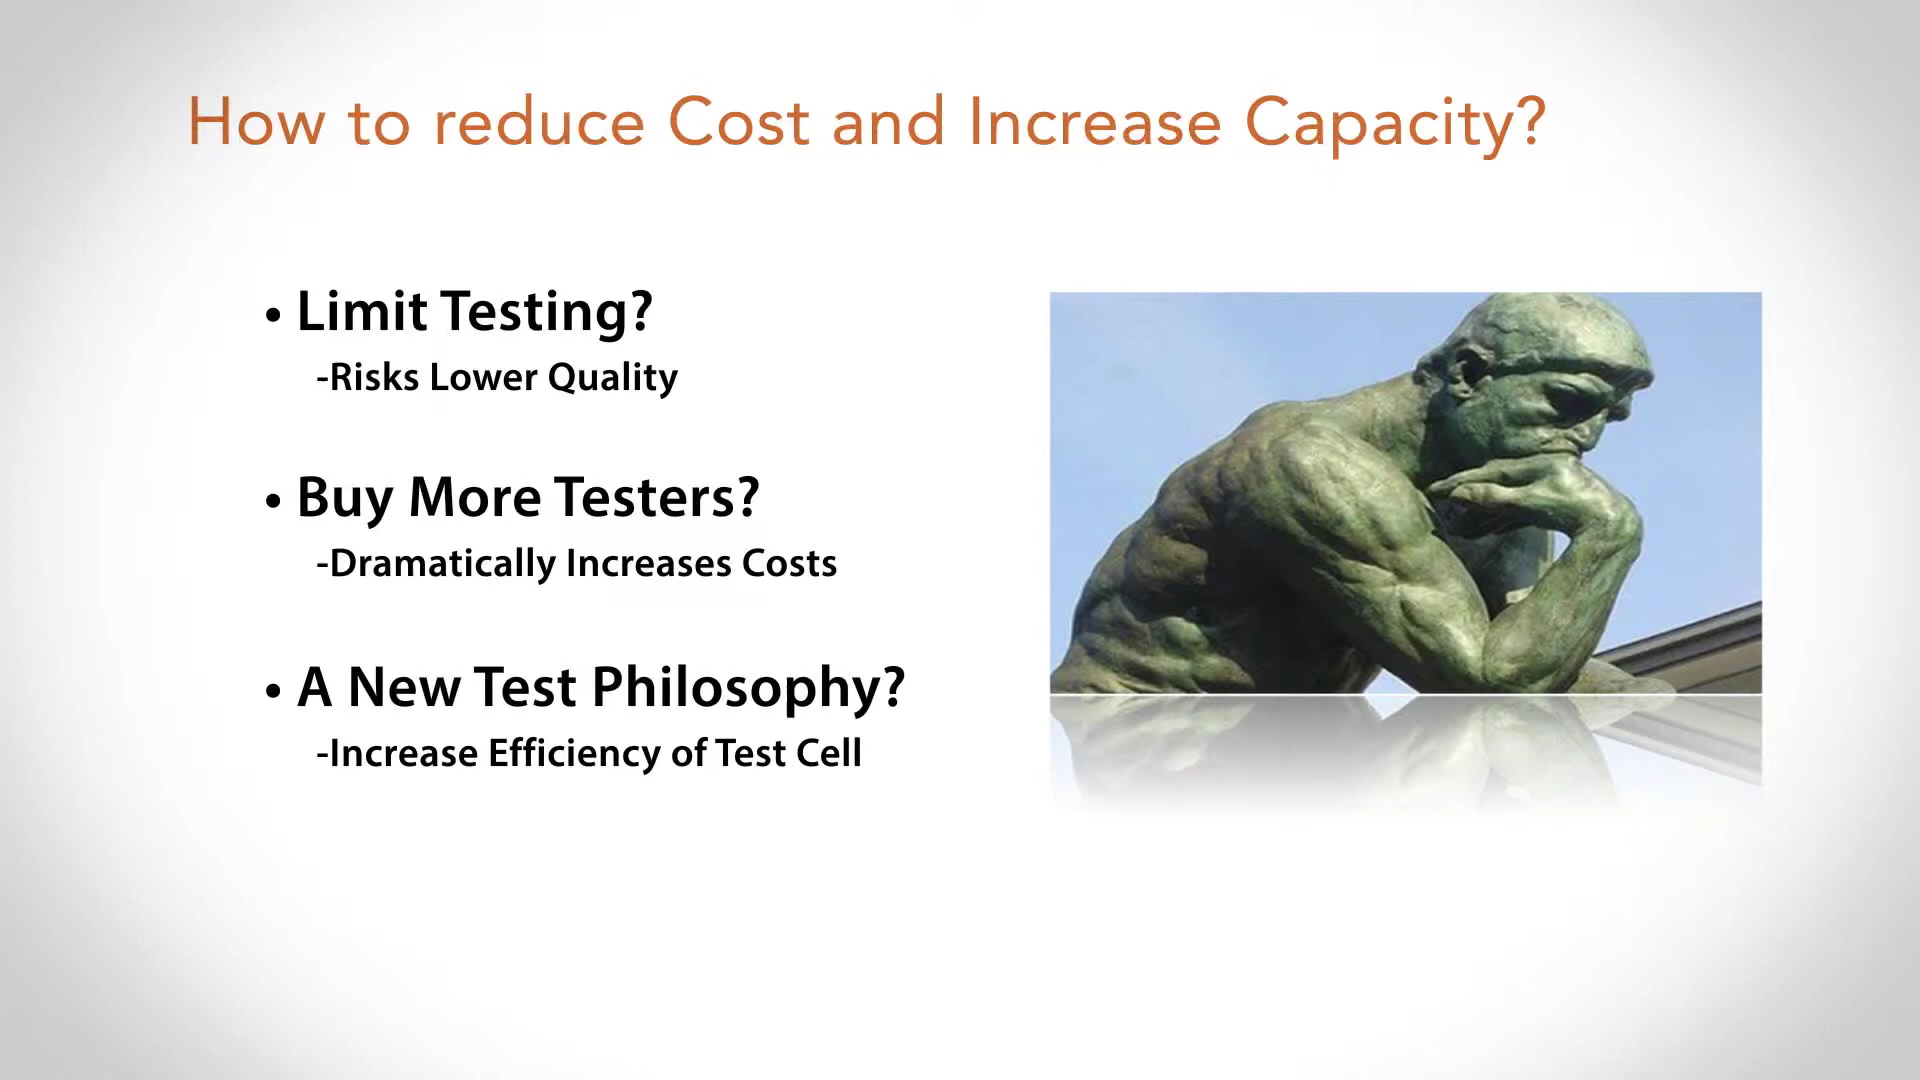 How to reduce Cost and Increase Capacity?
• Limit Testing?
-Risks Lower Quality
• Buy More Testers?
-Dramatically Increases Costs
• A New Test Philosophy?
-Increase Efficiency of Test Cell